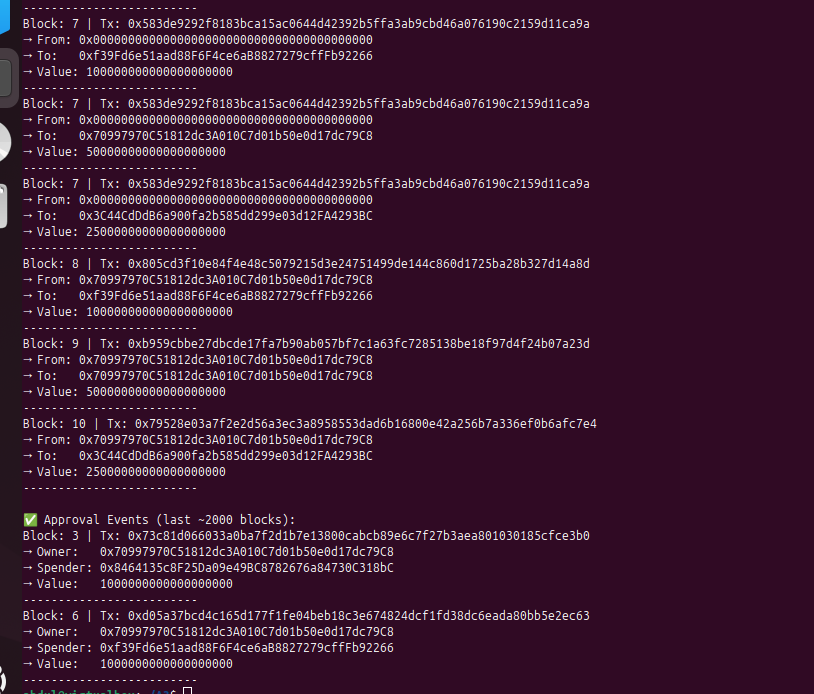 -------------------------
Block: 7 | Tx: 0x583de9292f8183bca15ac0644d42392b5ffa3ab9cbd46a076190c2159d11ca9a
→ From: 0x0000000000000000000000000000000000000000
→ To:   0xf39Fd6e51aad88F6F4ce6aB8827279cffFb92266
→ Value: 100000000000000000000
-------------------------
Block: 7 | Tx: 0x583de9292f8183bca15ac0644d42392b5ffa3ab9cbd46a076190c2159d11ca9a
→ From: 0x0000000000000000000000000000000000000000
→ To:   0x70997970C51812dc3A010C7d01b50e0d17dc79C8
→ Value: 50000000000000000000
-------------------------
Block: 7 | Tx: 0x583de9292f8183bca15ac0644d42392b5ffa3ab9cbd46a076190c2159d11ca9a
→ From: 0x0000000000000000000000000000000000000000
→ To:   0x3C44CdDdB6a900fa2b585dd299e03d12FA4293BC
→ Value: 25000000000000000000
-------------------------
Block: 8 | Tx: 0x805cd3f10e84f4e48c5079215d3e24751499de144c860d1725ba28b327d14a8d
→ From: 0x70997970C51812dc3A010C7d01b50e0d17dc79C8
→ To:   0xf39Fd6e51aad88F6F4ce6aB8827279cffFb92266
→ Value: 100000000000000000000
-------------------------
Block: 9 | Tx: 0xb959cbbe27dbcde17fa7b90ab057bf7c1a63fc7285138be18f97d4f24b07a23d
→ From: 0x70997970C51812dc3A010C7d01b50e0d17dc79C8
→ To:   0x70997970C51812dc3A010C7d01b50e0d17dc79C8
→ Value: 50000000000000000000
-------------------------
Block: 10 | Tx: 0x79528e03a7f2e2d56a3ec3a8958553dad6b16800e42a256b7a336ef0b6afc7e4
→ From: 0x70997970C51812dc3A010C7d01b50e0d17dc79C8
→ To:   0x3C44CdDdB6a900fa2b585dd299e03d12FA4293BC
→ Value: 25000000000000000000
-------------------------
✅ Approval Events (last ~2000 blocks):
Block: 3 | Tx: 0x73c81d066033a0ba7f2d1b7e13800cabcb89e6c7f27b3aea801030185cfce3b0
→ Owner:   0x70997970C51812dc3A010C7d01b50e0d17dc79C8
→ Spender: 0x8464135c8F25Da09e49BC8782676a84730C318bC
→ Value:   1000000000000000000
-------------------------
Block: 6 | Tx: 0xd05a37bcd4c165d177f1fe04beb18c3e674824dcf1fd38dc6eada80bb5e2ec63
→ Owner:   0x70997970C51812dc3A010C7d01b50e0d17dc79C8
→ Spender: 0xf39Fd6e51aad88F6F4ce6aB8827279cffFb92266
→ Value:   1000000000000000000
-------------------------